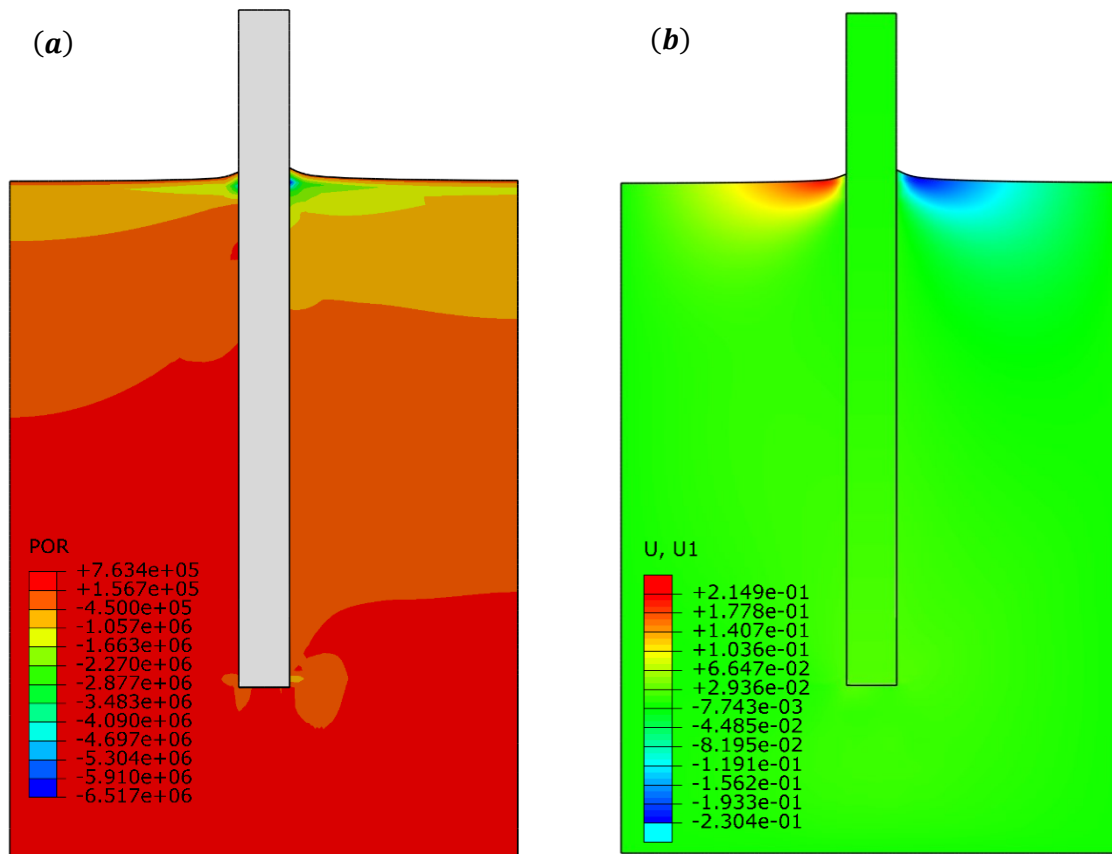 (a)
POR
+7.634e+05
+1.567e+05
-4.500e+05
-1.057e+06
-1.663e+06
-2.270e+06
-2.877e+06
-3.483e+06
-4.090e+06
-4.697e+06
-5.304e+06
-5.910e+06
-6.517e+06
(b)
U, U1
+2.149e-01
+1.778e-01
+1.407e-01
+1.036e-01
+6.647e-02
+2.936e-02
-7.743e-03
-4.485e-02
-8.195e-02
-1.191e-01
-1.562e-01
-1.933e-01
-2.304e-01